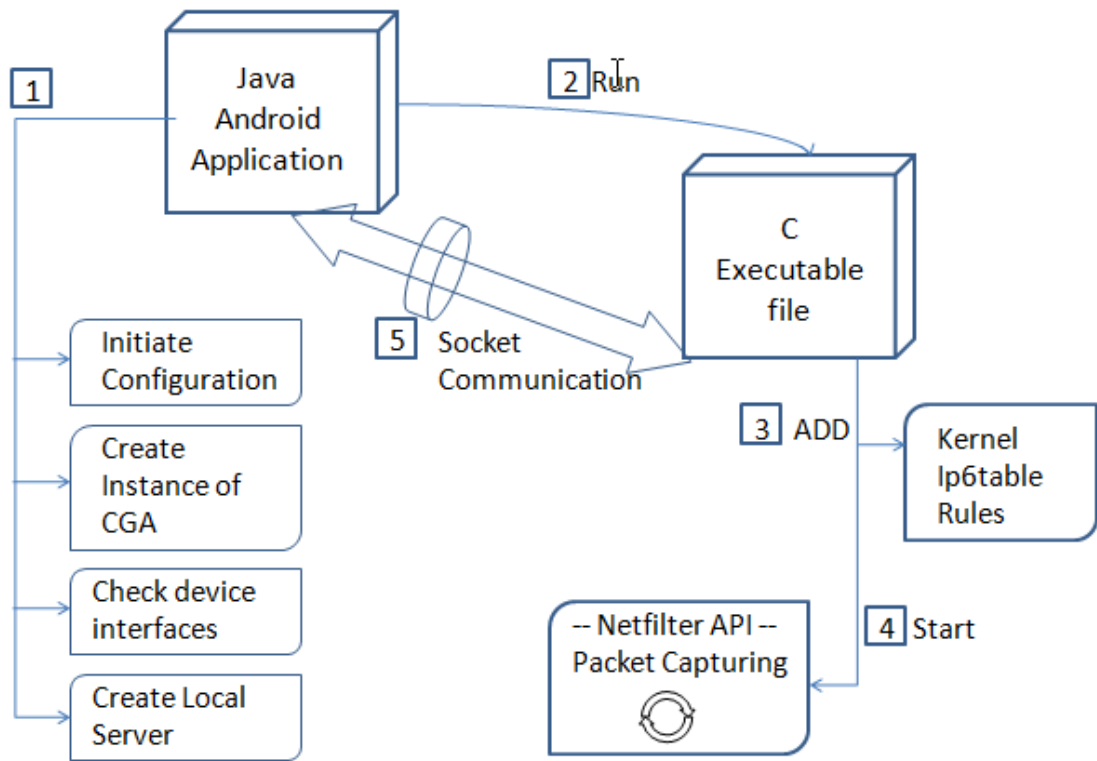 1
Java
Android
Application
2 Run
C
Executable
file
5 Socket
Communication
Initiate
Configuration
Create
Instance of
CGA
Check device
interfaces
Create Local
Server
3 ADD
Kernel
Ip6table
Rules
4 Start
-- Netfilter API --
Packet Capturing